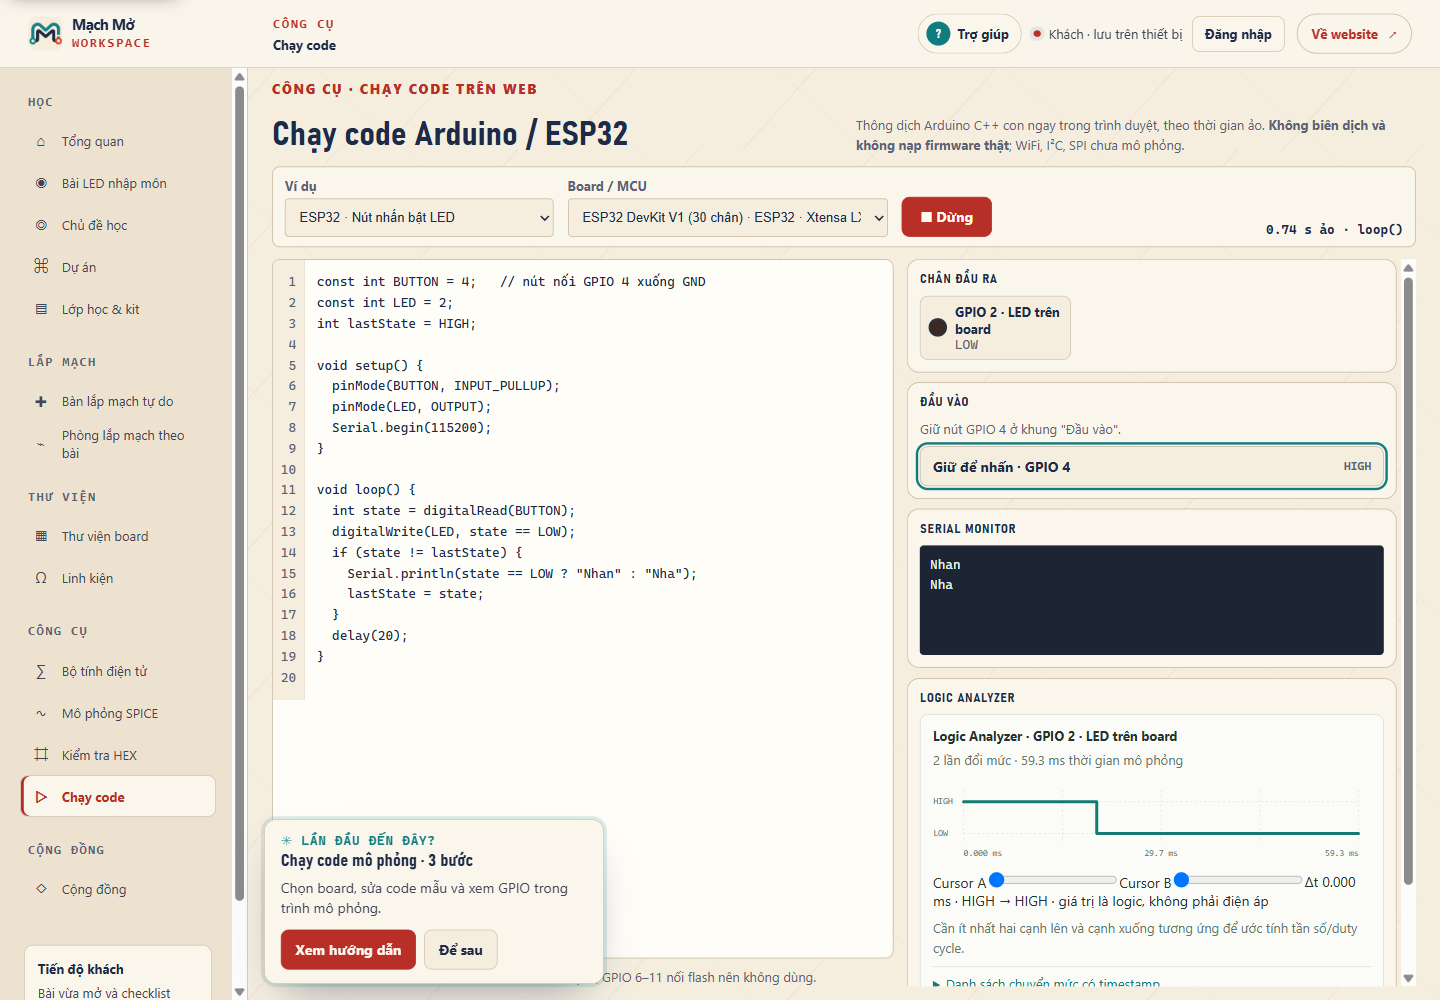 Mạch Mở
WORKSPACE
CÔNG CỤ
Chạy code
? Trợ giúp
Khách · lưu trên thiết bị
Đăng nhập
Về website ↗
HỌC
Tổng quan
Bài LED nhập môn
Chủ đề học
Dự án
Lớp học & kit
LẮP MẠCH
Bàn lắp mạch tự do
Phòng lắp mạch theo
bài
THƯ VIỆN
Thư viện board
Linh kiện
CÔNG CỤ
Bộ tính điện tử
Mô phỏng SPICE
Kiểm tra HEX
Chạy code
CỘNG ĐỒNG
Cộng đồng
Tiến độ khách
Bài vừa mở và checklist
CÔNG CỤ · CHẠY CODE TRÊN WEB
Chạy code Arduino / ESP32
Thông dịch Arduino C++ con ngay trong trình duyệt, theo thời gian ảo. Không biên dịch và
không nạp firmware thật; WiFi, I²C, SPI chưa mô phỏng.
Ví dụ
ESP32 · Nút nhấn bật LED
Board / MCU
ESP32 DevKit V1 (30 chân) · ESP32 · Xtensa LX
Dừng
0.74 s ảo · loop()
1 const int BUTTON = 4;   // nút nối GPIO 4 xuống GND
2 const int LED = 2;
3 int lastState = HIGH;
4
5 void setup() {
6   pinMode(BUTTON, INPUT_PULLUP);
7   pinMode(LED, OUTPUT);
8   Serial.begin(115200);
9 }
10
11 void loop() {
12   int state = digitalRead(BUTTON);
13   digitalWrite(LED, state == LOW);
14   if (state != lastState) {
15     Serial.println(state == LOW ? "Nhan" : "Nha");
16     lastState = state;
17   }
18   delay(20);
19 }
20
✳ LẦN ĐẦU ĐẾN ĐÂY?
Chạy code mô phỏng · 3 bước
Chọn board, sửa code mẫu và xem GPIO trong
trình mô phỏng.
Xem hướng dẫn
Để sau
GPIO 6–11 nối flash nên không dùng.
CHÂN ĐẦU RA
GPIO 2 · LED trên
board
LOW
ĐẦU VÀO
Giữ nút GPIO 4 ở khung "Đầu vào".
Giữ để nhấn · GPIO 4
HIGH
SERIAL MONITOR
Nhan
Nha
LOGIC ANALYZER
Logic Analyzer · GPIO 2 · LED trên board
2 lần đổi mức · 59.3 ms thời gian mô phỏng
HIGH
LOW
0.000 ms
29.7 ms
59.3 ms
Cursor A Cursor B Δt 0.000
ms · HIGH → HIGH · giá trị là logic, không phải điện áp
Cần ít nhất hai cạnh lên và cạnh xuống tương ứng để ước tính tần số/duty
cycle.
▶ Danh sách chuyển mức có timestamp